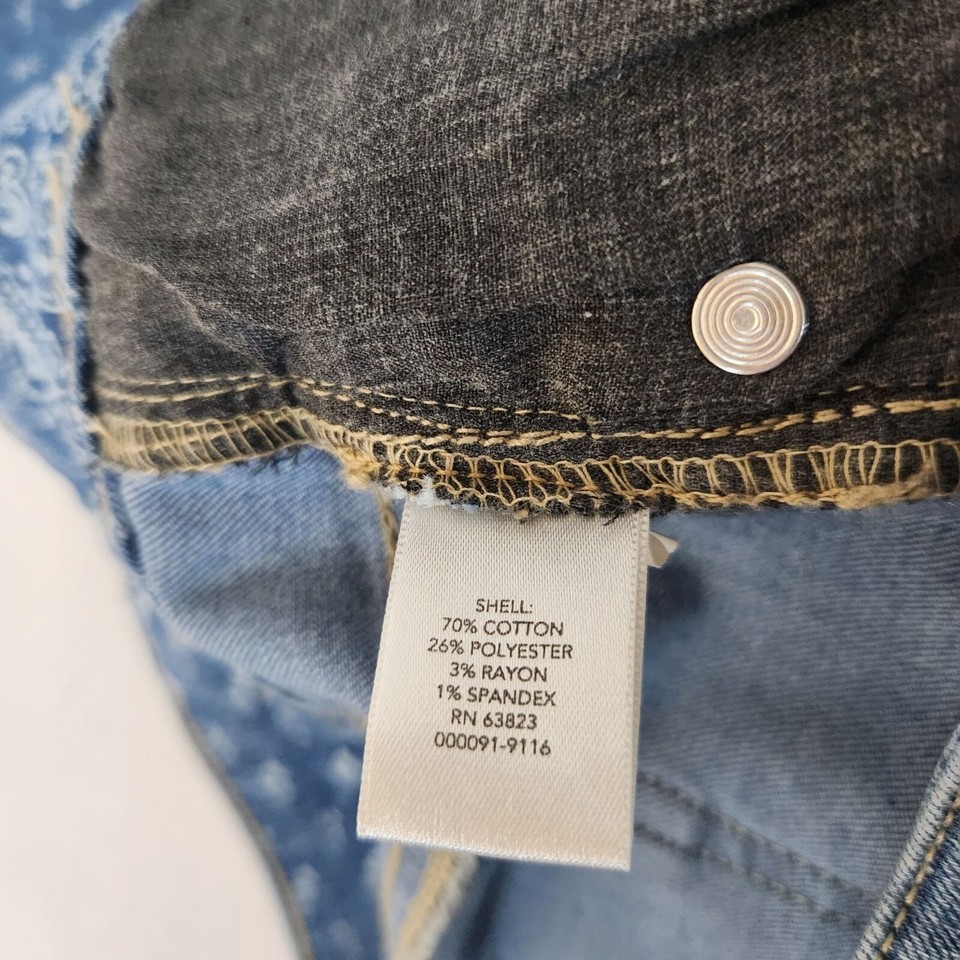 SHELL:
70% COTTON
26% POLYESTER
3% RAYON
1% SPANDEX
RN 63823
000091-9116